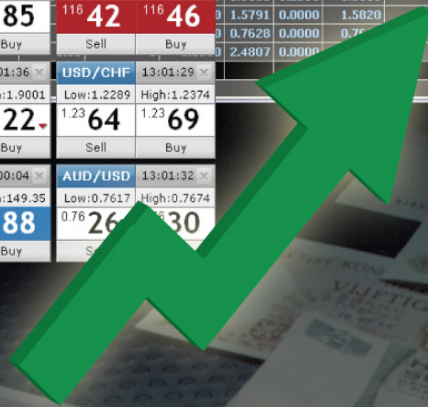 85 116 42 116 46 1.5791 0.0000 1.5820
Buy Sell Buy 0.7628 0.0000
2.4807 0.0000
01:36 USD/CHF 13:01:29
:1.9001 Low:1.2289 High:1.2374
22 1.23 64 1.23 69
Buy Sell Buy
00:04 AUD/USD 13:01:32
:149.35 Low:0.7617 High:0.7674
88 0.76 26 30
Buy
VIJFTIG